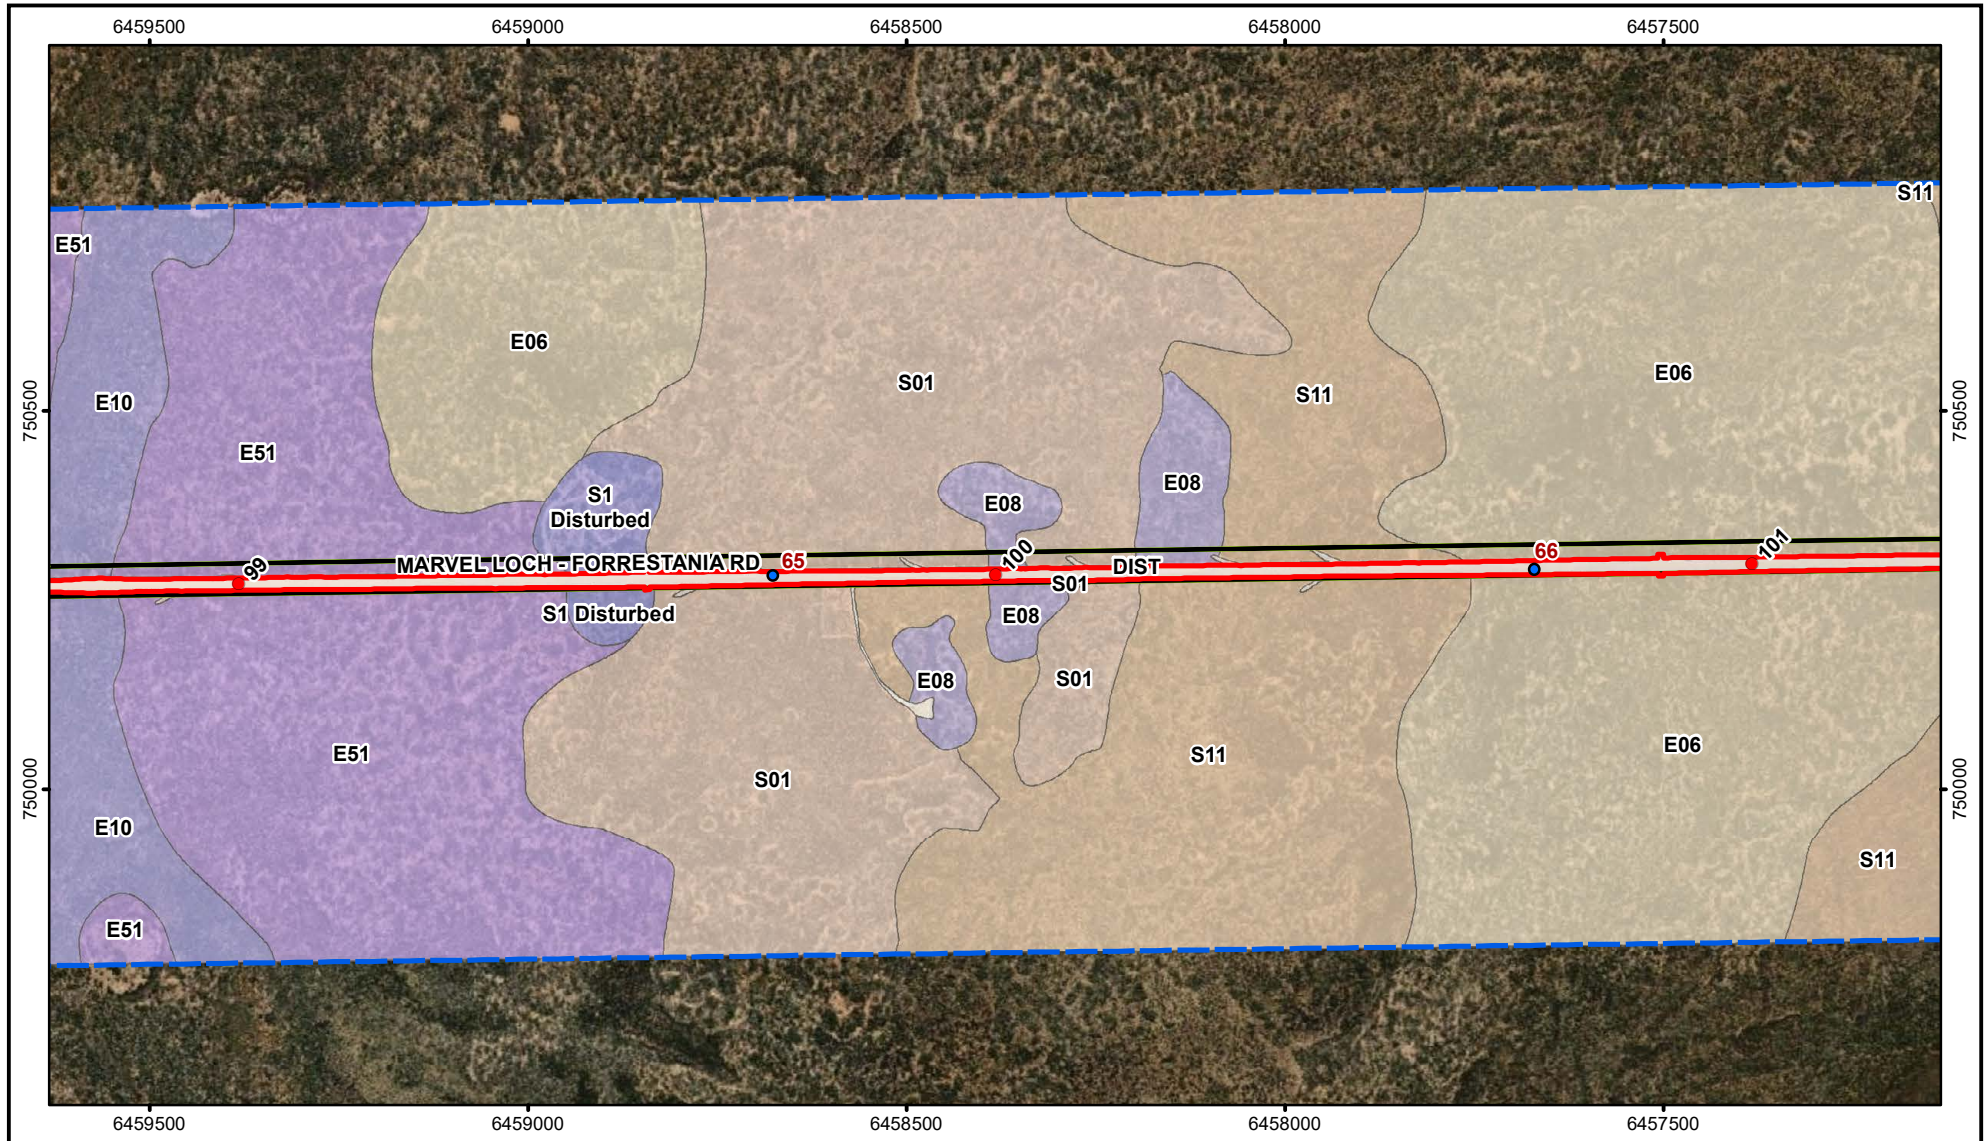 6459500 6459000 6458500 6458000 6457500
S11
E51
E06
E06
S01
S11
E10
750500
750500
E51
E08
S1
Disturbed
E08
100
101
66
MARVEL LOCH - FORRESTANIA RD
65
DIST
99
S01
S1 Disturbed
E08
E08
S01
E06
E51
S11
S01
750000
750000
E10
S11
E51
6459500 6459000 6458500 6458000 6457500